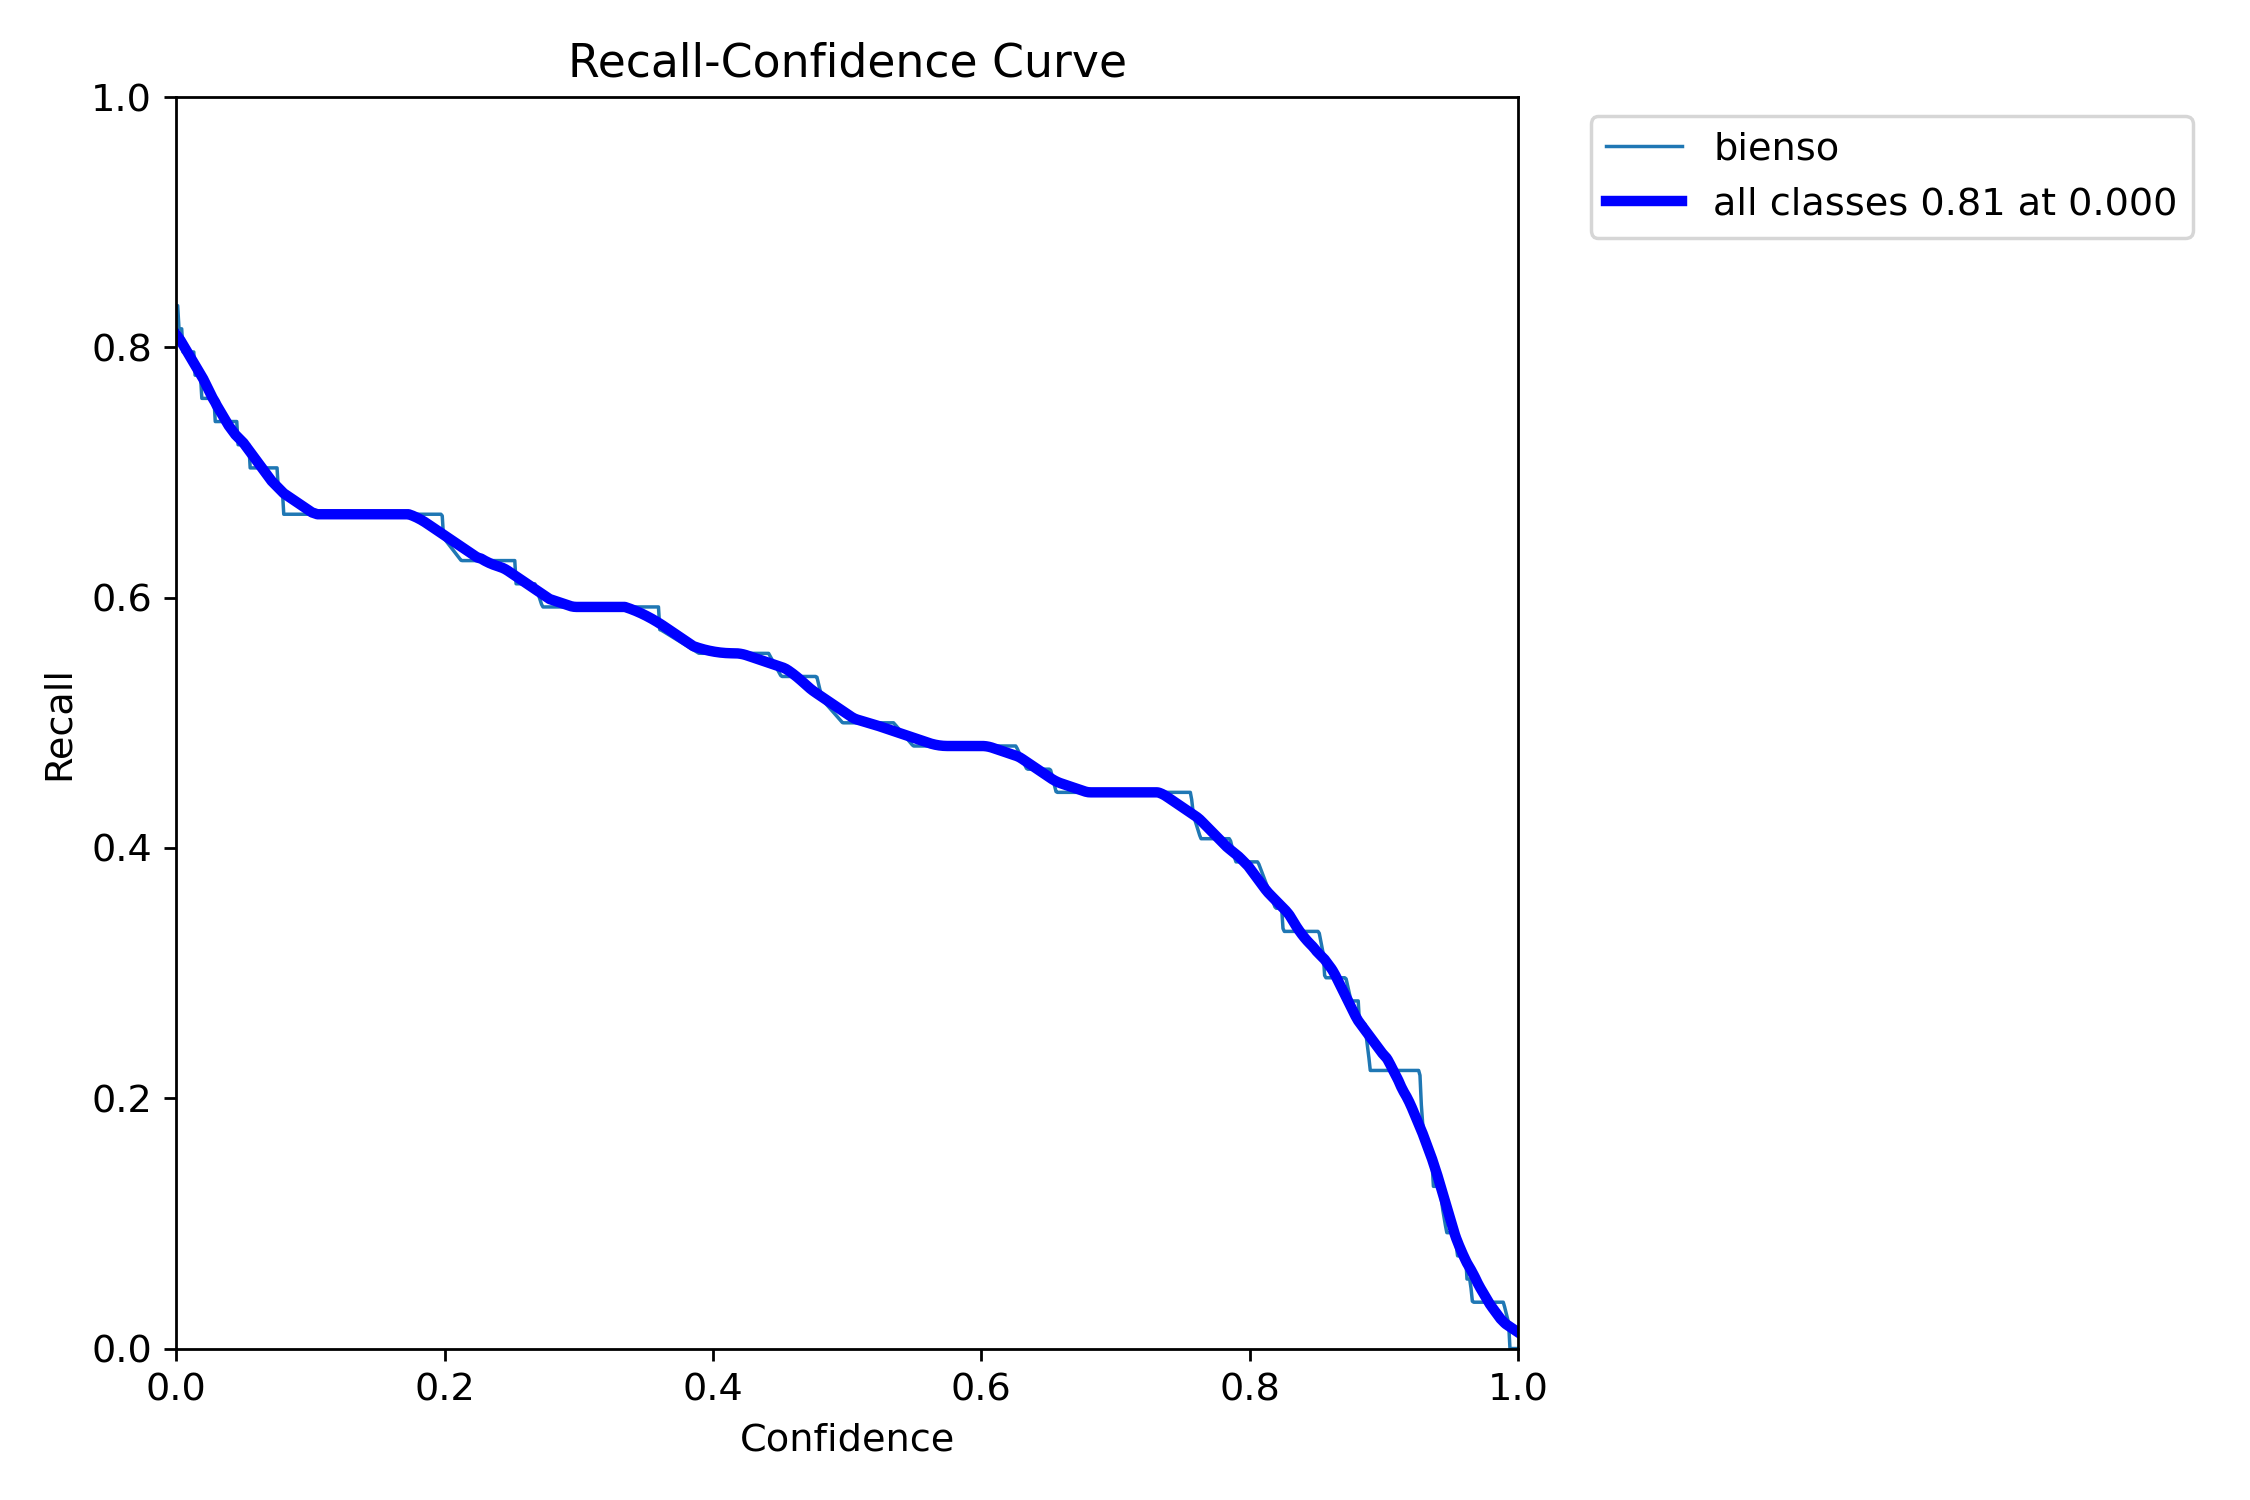 Recall-Confidence Curve
1.0
0.8
0.6
0.4
0.2
0.0
Recall
0.0 0.2 0.4 0.6 0.8 1.0
Confidence
bienso
all classes 0.81 at 0.000